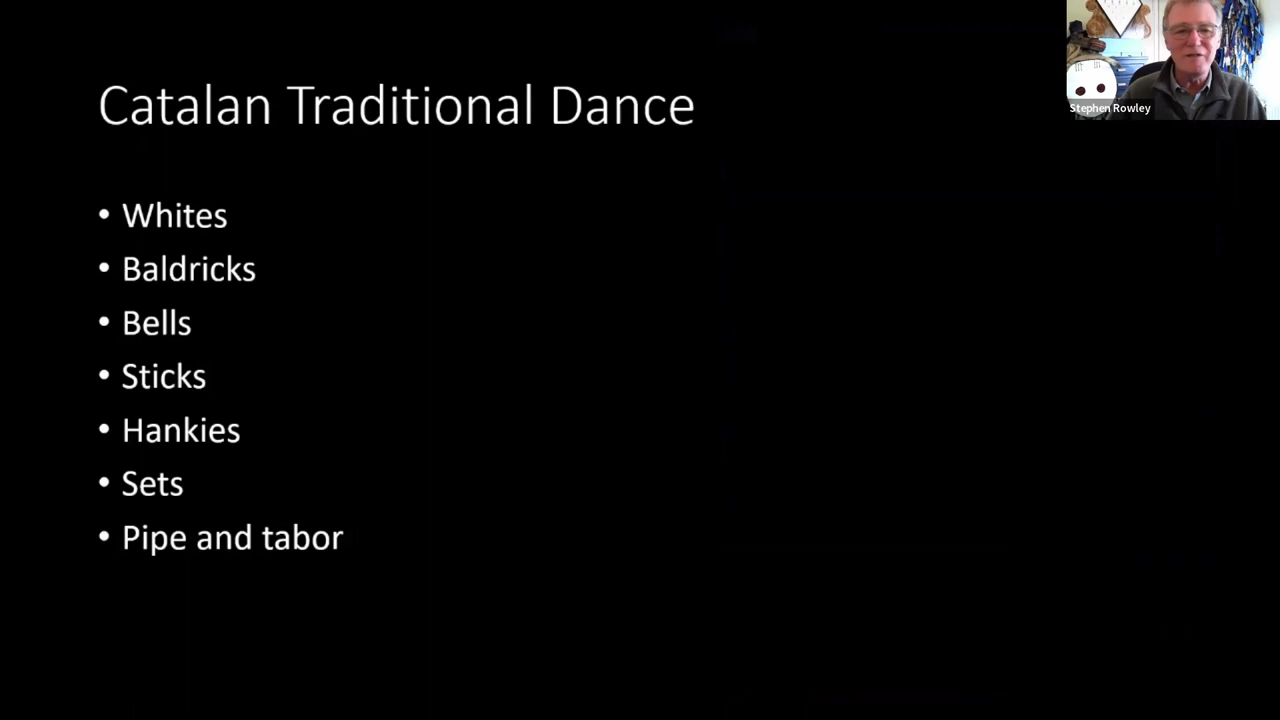 Catalan Traditional Dance
• Whites
• Baldricks
• Bells
• Sticks
• Hankies
• Sets
• Pipe and tabor
Stephen Rowley